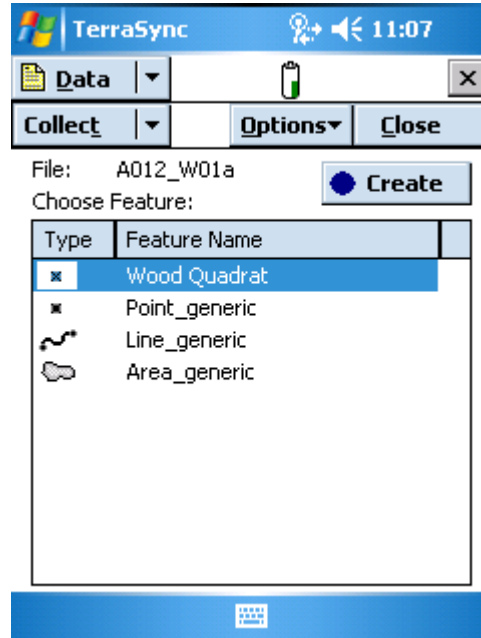 TerraSync 11:07
Data
Collect Options Close
File: A012_W01a Create
Choose Feature:
Type Feature Name
Wood Quadrat
Point_generic
Line_generic
Area_generic